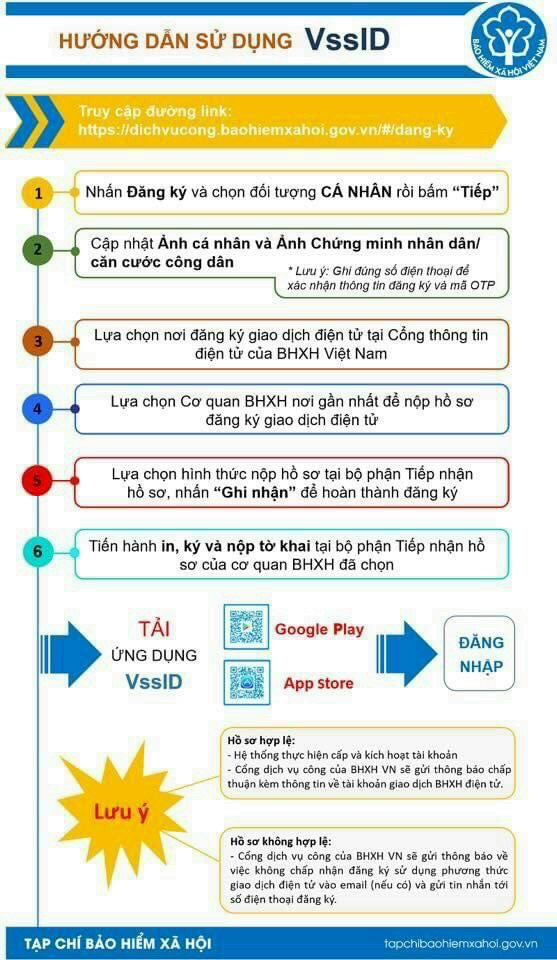 HƯỚNG DẪN SỬ DỤNG VssID
BẢO HIỂM XÃ HỘI VIỆT NAM
Truy cập đường link:
https://dichvucong.baohiemxahoi.gov.vn/#/dang-ky
1
Nhấn Đăng ký và chọn đối tượng CÁ NHÂN rồi bấm “Tiếp”
2
Cập nhật Ảnh cá nhân và Ảnh Chứng minh nhân dân/
căn cước công dân
* Lưu ý: Ghi đúng số điện thoại để
xác nhận thông tin đăng ký và mã OTP
3
Lựa chọn nơi đăng ký giao dịch điện tử tại Cổng thông tin
điện tử của BHXH Việt Nam
4
Lựa chọn Cơ quan BHXH nơi gần nhất để nộp hồ sơ
đăng ký giao dịch điện tử
5
Lựa chọn hình thức nộp hồ sơ tại bộ phận Tiếp nhận
hồ sơ, nhấn “Ghi nhận” để hoàn thành đăng ký
6
Tiến hành in, ký và nộp tờ khai tại bộ phận Tiếp nhận hồ
sơ của cơ quan BHXH đã chọn
TẢI
ỨNG DỤNG
VssID
Google Play
App store
ĐĂNG
NHẬP
Lưu ý
Hồ sơ hợp lệ:
- Hệ thống thực hiện cấp và kích hoạt tài khoản
- Cổng dịch vụ công của BHXH VN sẽ gửi thông báo chấp
thuận kèm thông tin về tài khoản giao dịch BHXH điện tử.
Hồ sơ không hợp lệ:
- Cổng dịch vụ công của BHXH VN sẽ gửi thông báo về
việc không chấp nhận đăng ký sử dụng phương thức
giao dịch điện tử vào email (nếu có) và gửi tin nhắn tới
số điện thoại đăng ký.
TẠP CHÍ BẢO HIỂM XÃ HỘI
tapchibaohiemxahoi.gov.vn